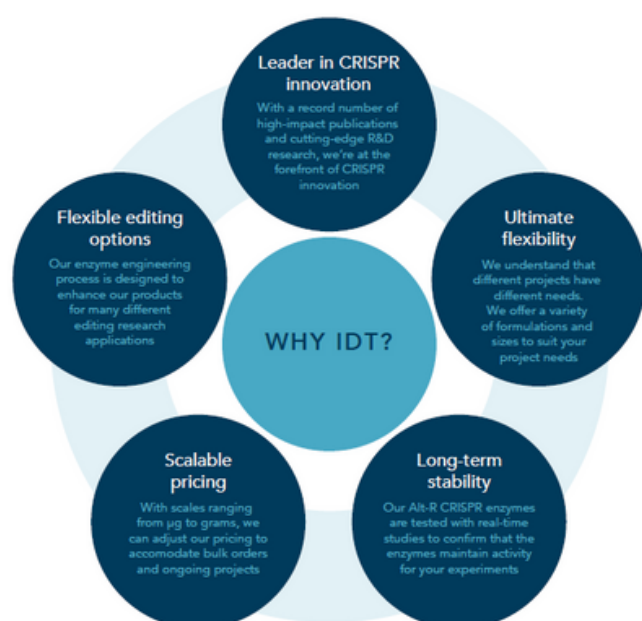 Leader in CRISPR
innovation
With a record number of
high-impact publications
and cutting-edge R&D
research, we're at the
forefront of CRISPR
innovation
Ultimate
flexibility
We understand that
different projects have
different needs.
We offer a variety
of formulations and
sizes to suit your
project needs
Long-term
stability
Our Alt-R CRISPR enzymes
are tested with real-time
studies to confirm that the
enzymes maintain activity
for your experiments
Scalable
pricing
With scales ranging
from µg to grams, we
can adjust our pricing to
accomodate bulk orders
and ongoing projects
Flexible editing
options
Our enzyme engineering
process is designed to
enhance our products
for many different
editing research
applications
WHY IDT?